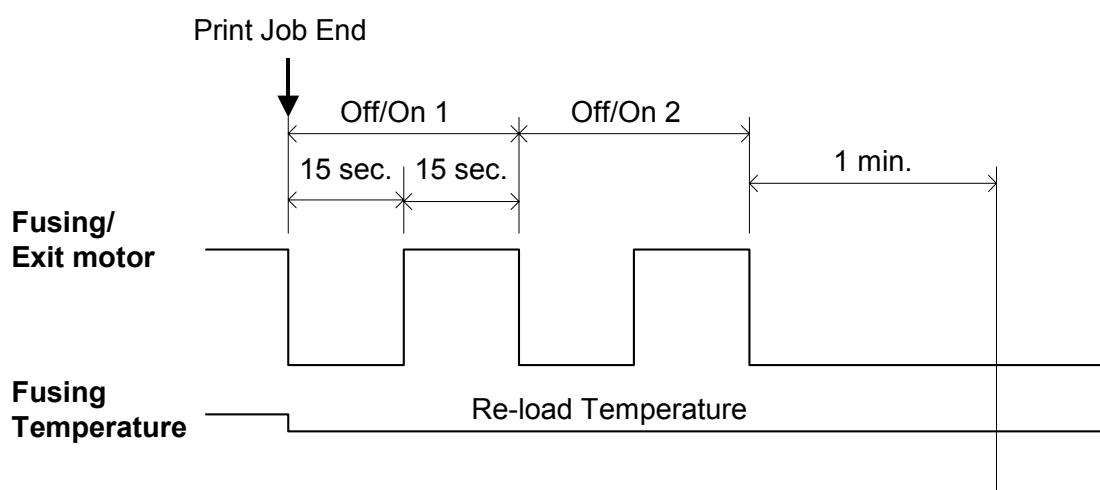 Print Job End
Off/On 1
Off/On 2
15 sec.
15 sec.
1 min.
Fusing/
Exit motor
Fusing
Temperature
Re-load Temperature